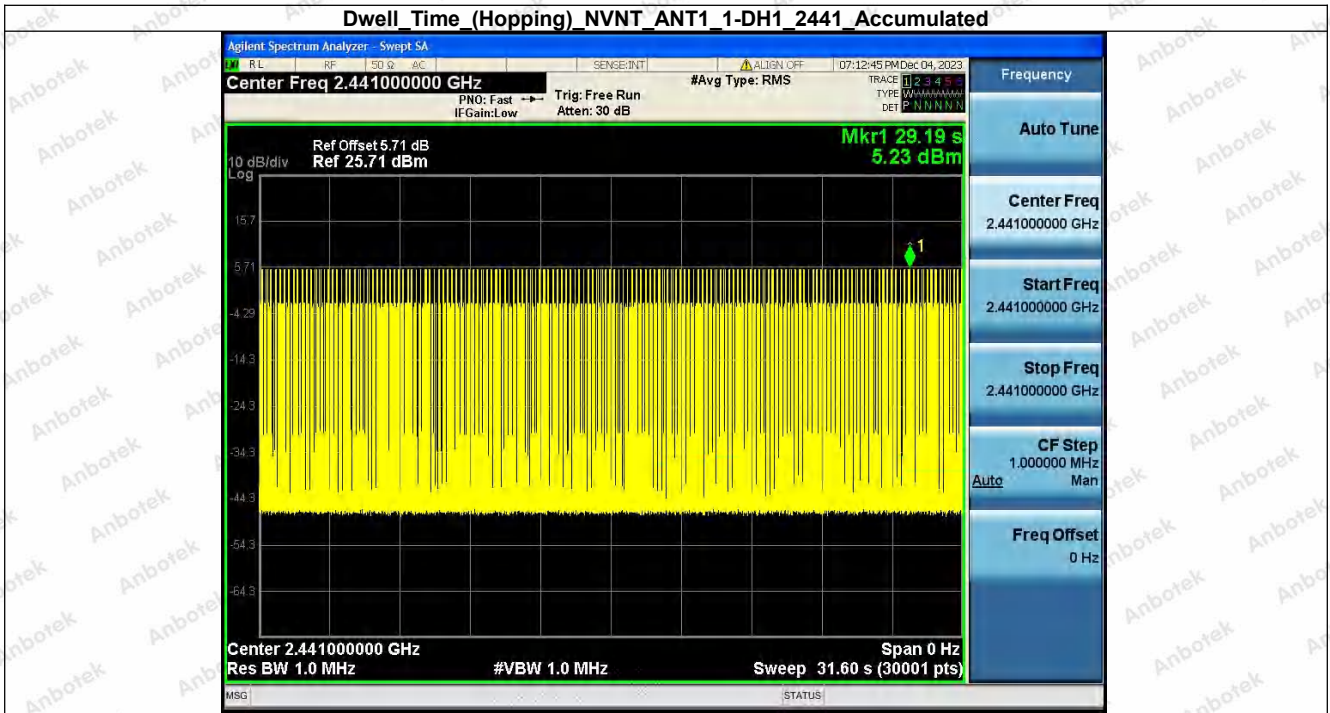 Dwell_Time_(Hopping)_NVNT_ANT1_1-DH1_2441_Accumulated
Agilent Spectrum Analyzer - Swept SA
RL RF 50 Ω AC SENSE:INT ALIGN OFF 07:12:45 PM Dec 04, 2023
Center Freq 2.441000000 GHz
PNO: Fast
IFGain:Low
Trig: Free Run
Atten: 30 dB
#Avg Type: RMS
TRACE 1 2 3 4 5 6
TYPE W
DET P N N N N N
Frequency
Ref Offset 5.71 dB
10 dB/div Ref 25.71 dBm
Log
Mkr1 29.19 s
5.23 dBm
15.7
5.71
-4.29
-14.3
-24.3
-34.3
-44.3
-54.3
-64.3
1
Center 2.441000000 GHz Span 0 Hz
Res BW 1.0 MHz #VBW 1.0 MHz Sweep 31.60 s (30001 pts)
MSG STATUS
Auto Tune
Center Freq
2.441000000 GHz
Start Freq
2.441000000 GHz
Stop Freq
2.441000000 GHz
CF Step
1.000000 MHz
Auto Man
Freq Offset
0 Hz
Anbotek